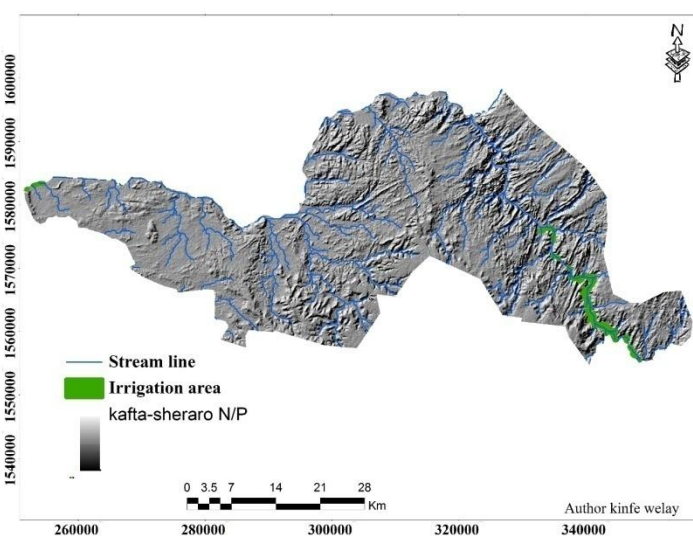 N
1600000
1590000
1580000
1570000
1560000
1550000
1540000
Stream line
Irrigation area
kafta-sheraro N/P
0 3.5 7 14 21 28
Km
Author kinfe welay
260000 280000 300000 320000 340000